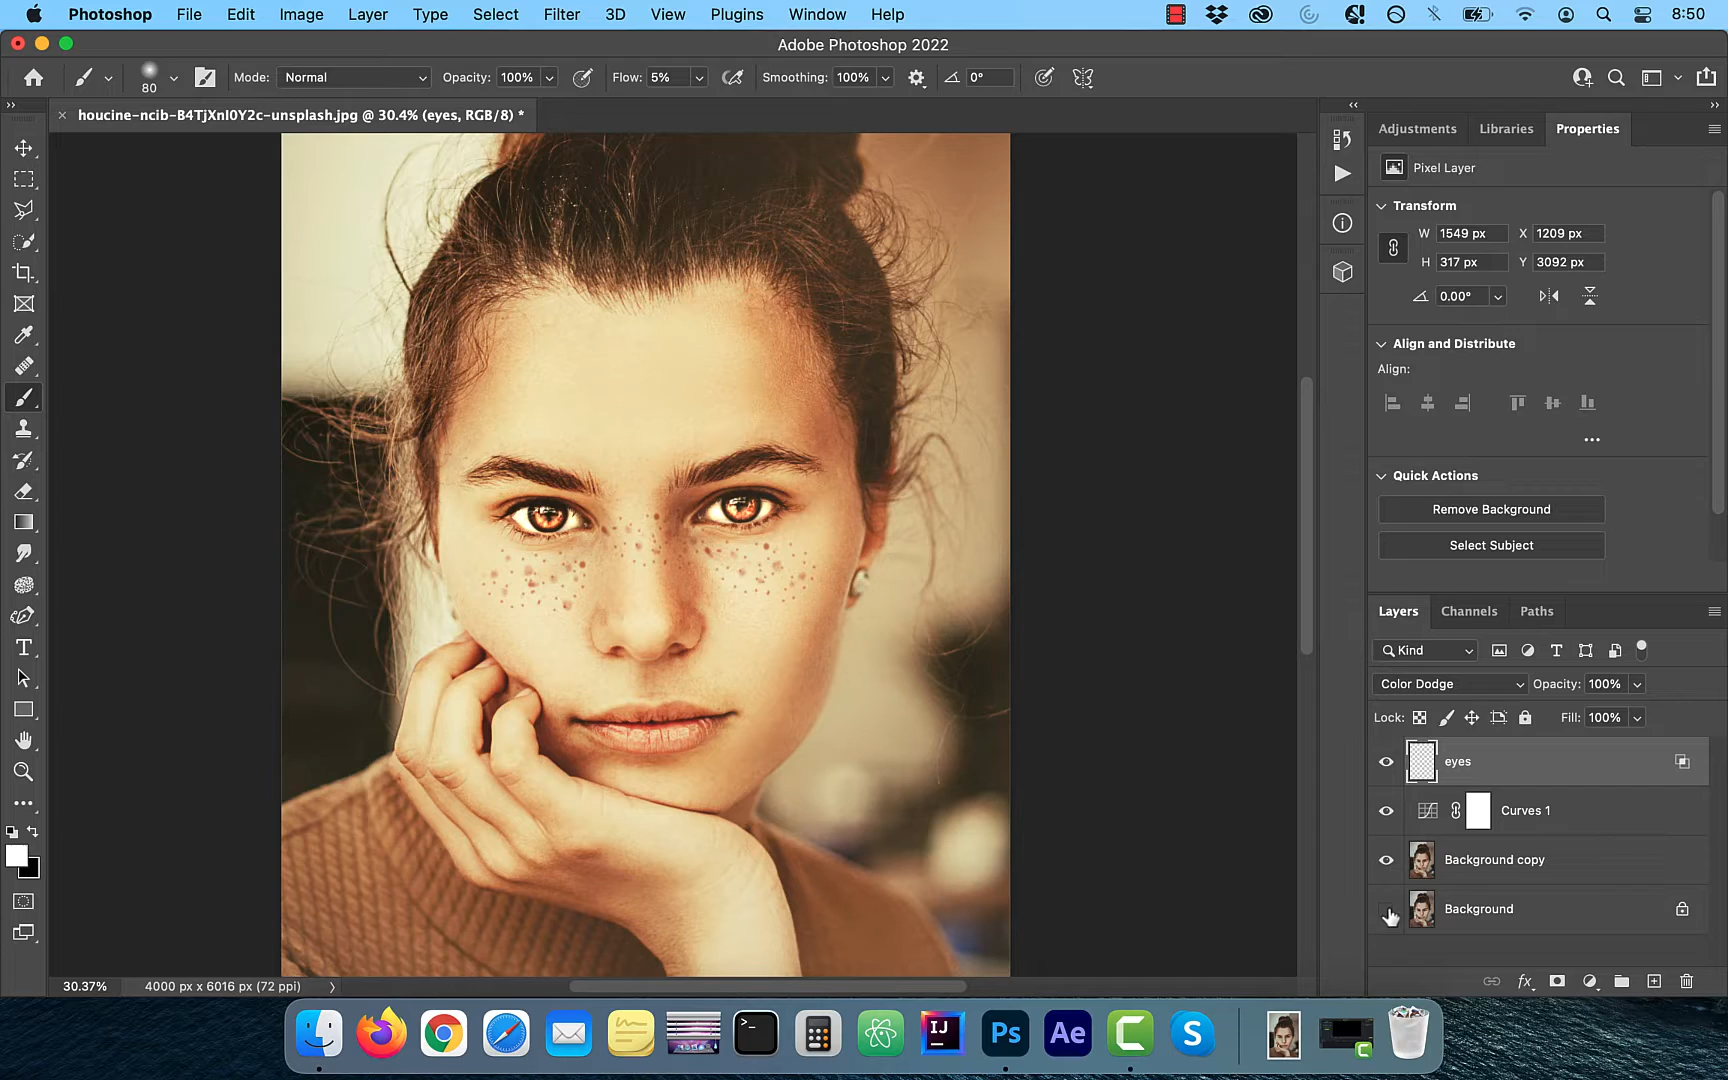 Photoshop File Edit Image Layer Type Select Filter 3D View Plugins Window Help 8:50
Adobe Photoshop 2022
80 Mode: Normal Opacity: 100% Flow: 5% Smoothing: 100% 0°
houcine-ncib-B4TjXnI0Y2c-unsplash.jpg @ 30.4% (eyes, RGB/8) *
Adjustments Libraries Properties
Pixel Layer
Transform
W 1549 px X 1209 px
H 317 px Y 3092 px
0.00°
Align and Distribute
Align:
Quick Actions
Remove Background
Select Subject
Layers Channels Paths
Kind
Color Dodge Opacity: 100%
Lock: Fill: 100%
eyes
Curves 1
Background copy
Background
fx
30.37% 4000 px x 6016 px (72 ppi)
IJ Ps Ae C S